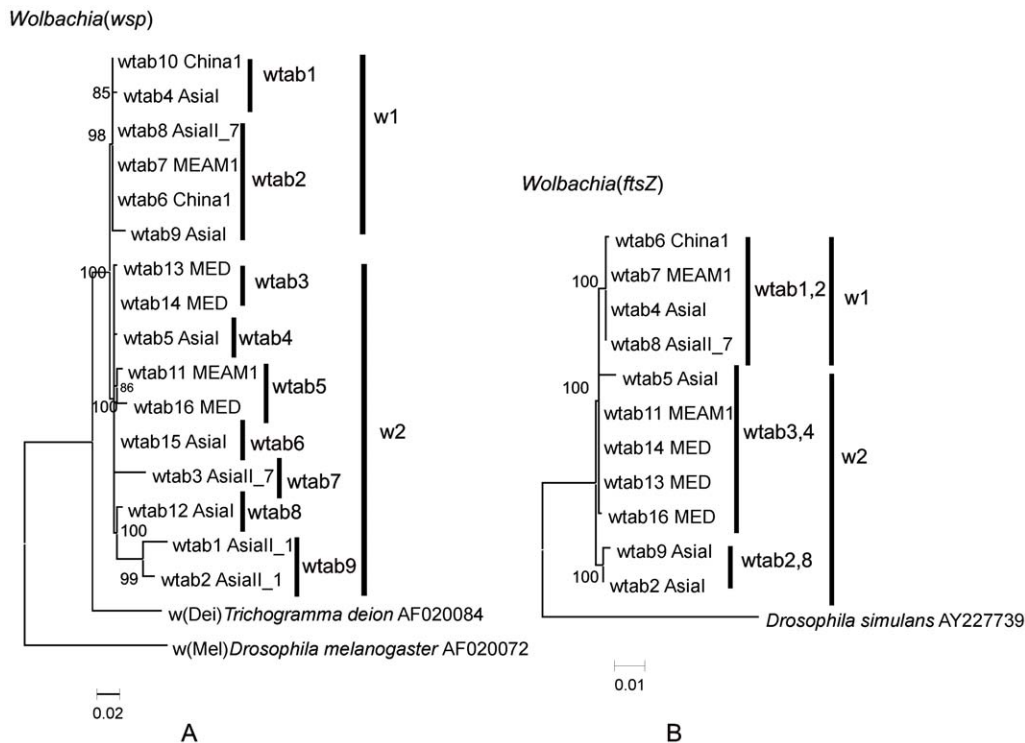 Wolbachia(wsp)
wtab10 China1
wtab4 AsiaI
wtab1
85
98
wtab8 AsiaII_7
wtab7 MEAM1
wtab6 China1
wtab9 AsiaI
wtab2
w1
100
wtab13 MED
wtab14 MED
wtab3
wtab5 AsiaI
wtab4
wtab11 MEAM1
86
100
wtab16 MED
wtab5
wtab15 AsiaI
wtab6
wtab3 AsiaII_7
wtab7
wtab12 AsiaI
wtab8
100
wtab1 AsiaII_1
99
wtab2 AsiaII_1
wtab9
w2
w(Dei)Trichogramma deion AF020084
w(Mel)Drosophila melanogaster AF020072
0.02
A
Wolbachia(ftsZ)
wtab6 China1
100
wtab7 MEAM1
wtab4 AsiaI
wtab8 AsiaII_7
wtab1,2
w1
100
wtab5 AsiaI
wtab11 MEAM1
wtab14 MED
wtab13 MED
wtab16 MED
wtab3,4
w2
wtab9 AsiaI
100
wtab2 AsiaI
wtab2,8
Drosophila simulans AY227739
0.01
B